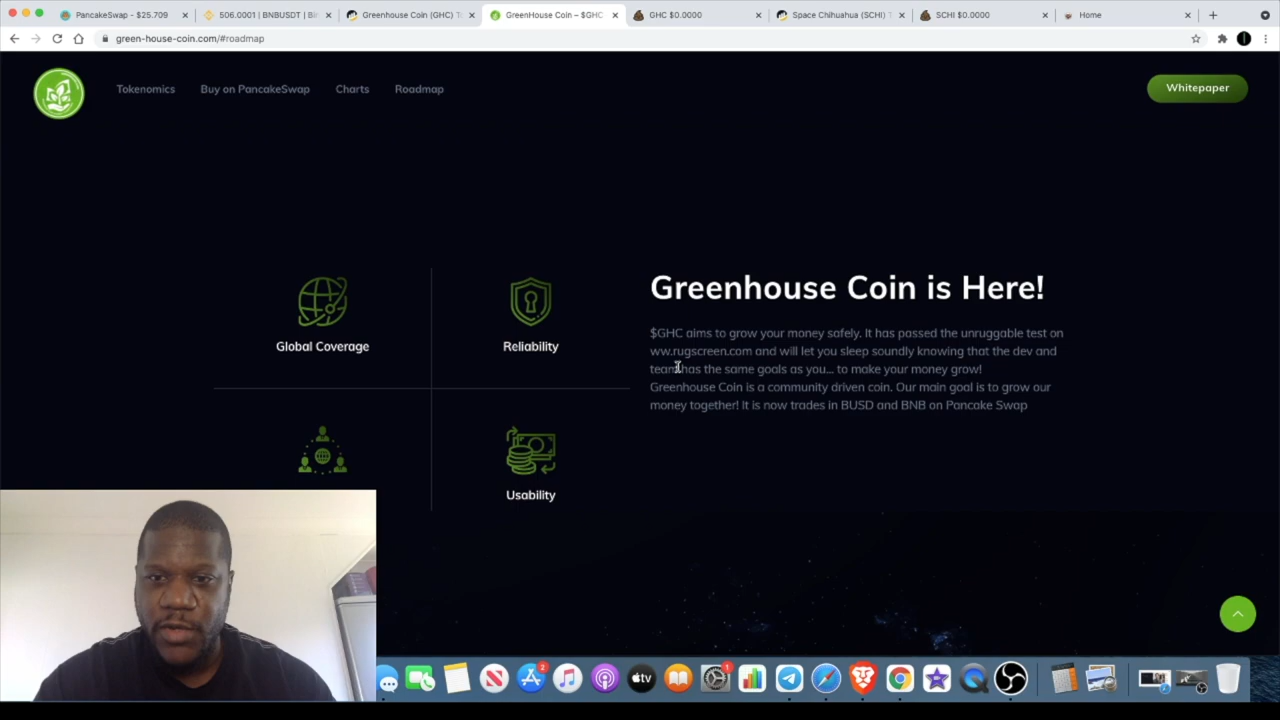 PancakeSwap - $25.709
506.0001 | BNBUSDT | Bin
Greenhouse Coin (GHC) T
GreenHouse Coin – $GHC
GHC $0.0000
Space Chihuahua (SCHI) T
SCHI $0.0000
Home
green-house-coin.com/#roadmap
Tokenomics
Buy on PancakeSwap
Charts
Roadmap
Whitepaper
Global Coverage
Reliability
Usability
Greenhouse Coin is Here!
$GHC aims to grow your money safely. It has passed the unruggable test on
ww.rugscreen.com and will let you sleep soundly knowing that the dev and
team has the same goals as you... to make your money grow!
Greenhouse Coin is a community driven coin. Our main goal is to grow our
money together! It is now trades in BUSD and BNB on Pancake Swap
2
tv
1